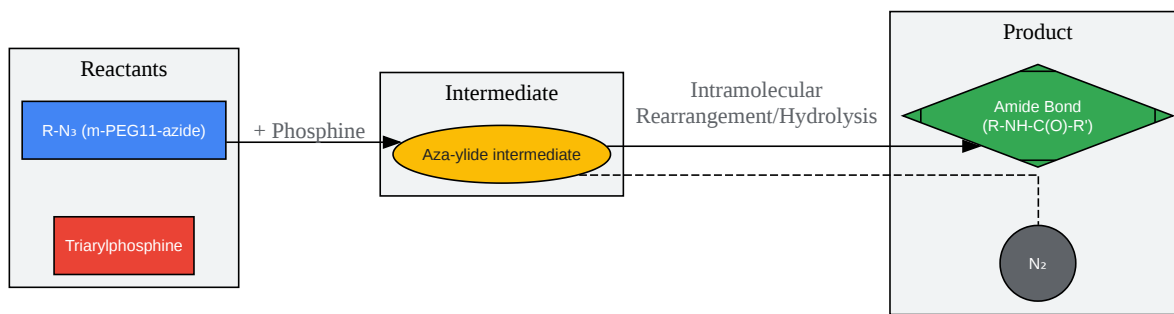 Reactants
R-N₃ (m-PEG11-azide)
Triarylphosphine
+ Phosphine
Intermediate
Aza-ylide intermediate
Intramolecular
Rearrangement/Hydrolysis
Product
Amide Bond
(R-NH-C(O)-R')
N₂